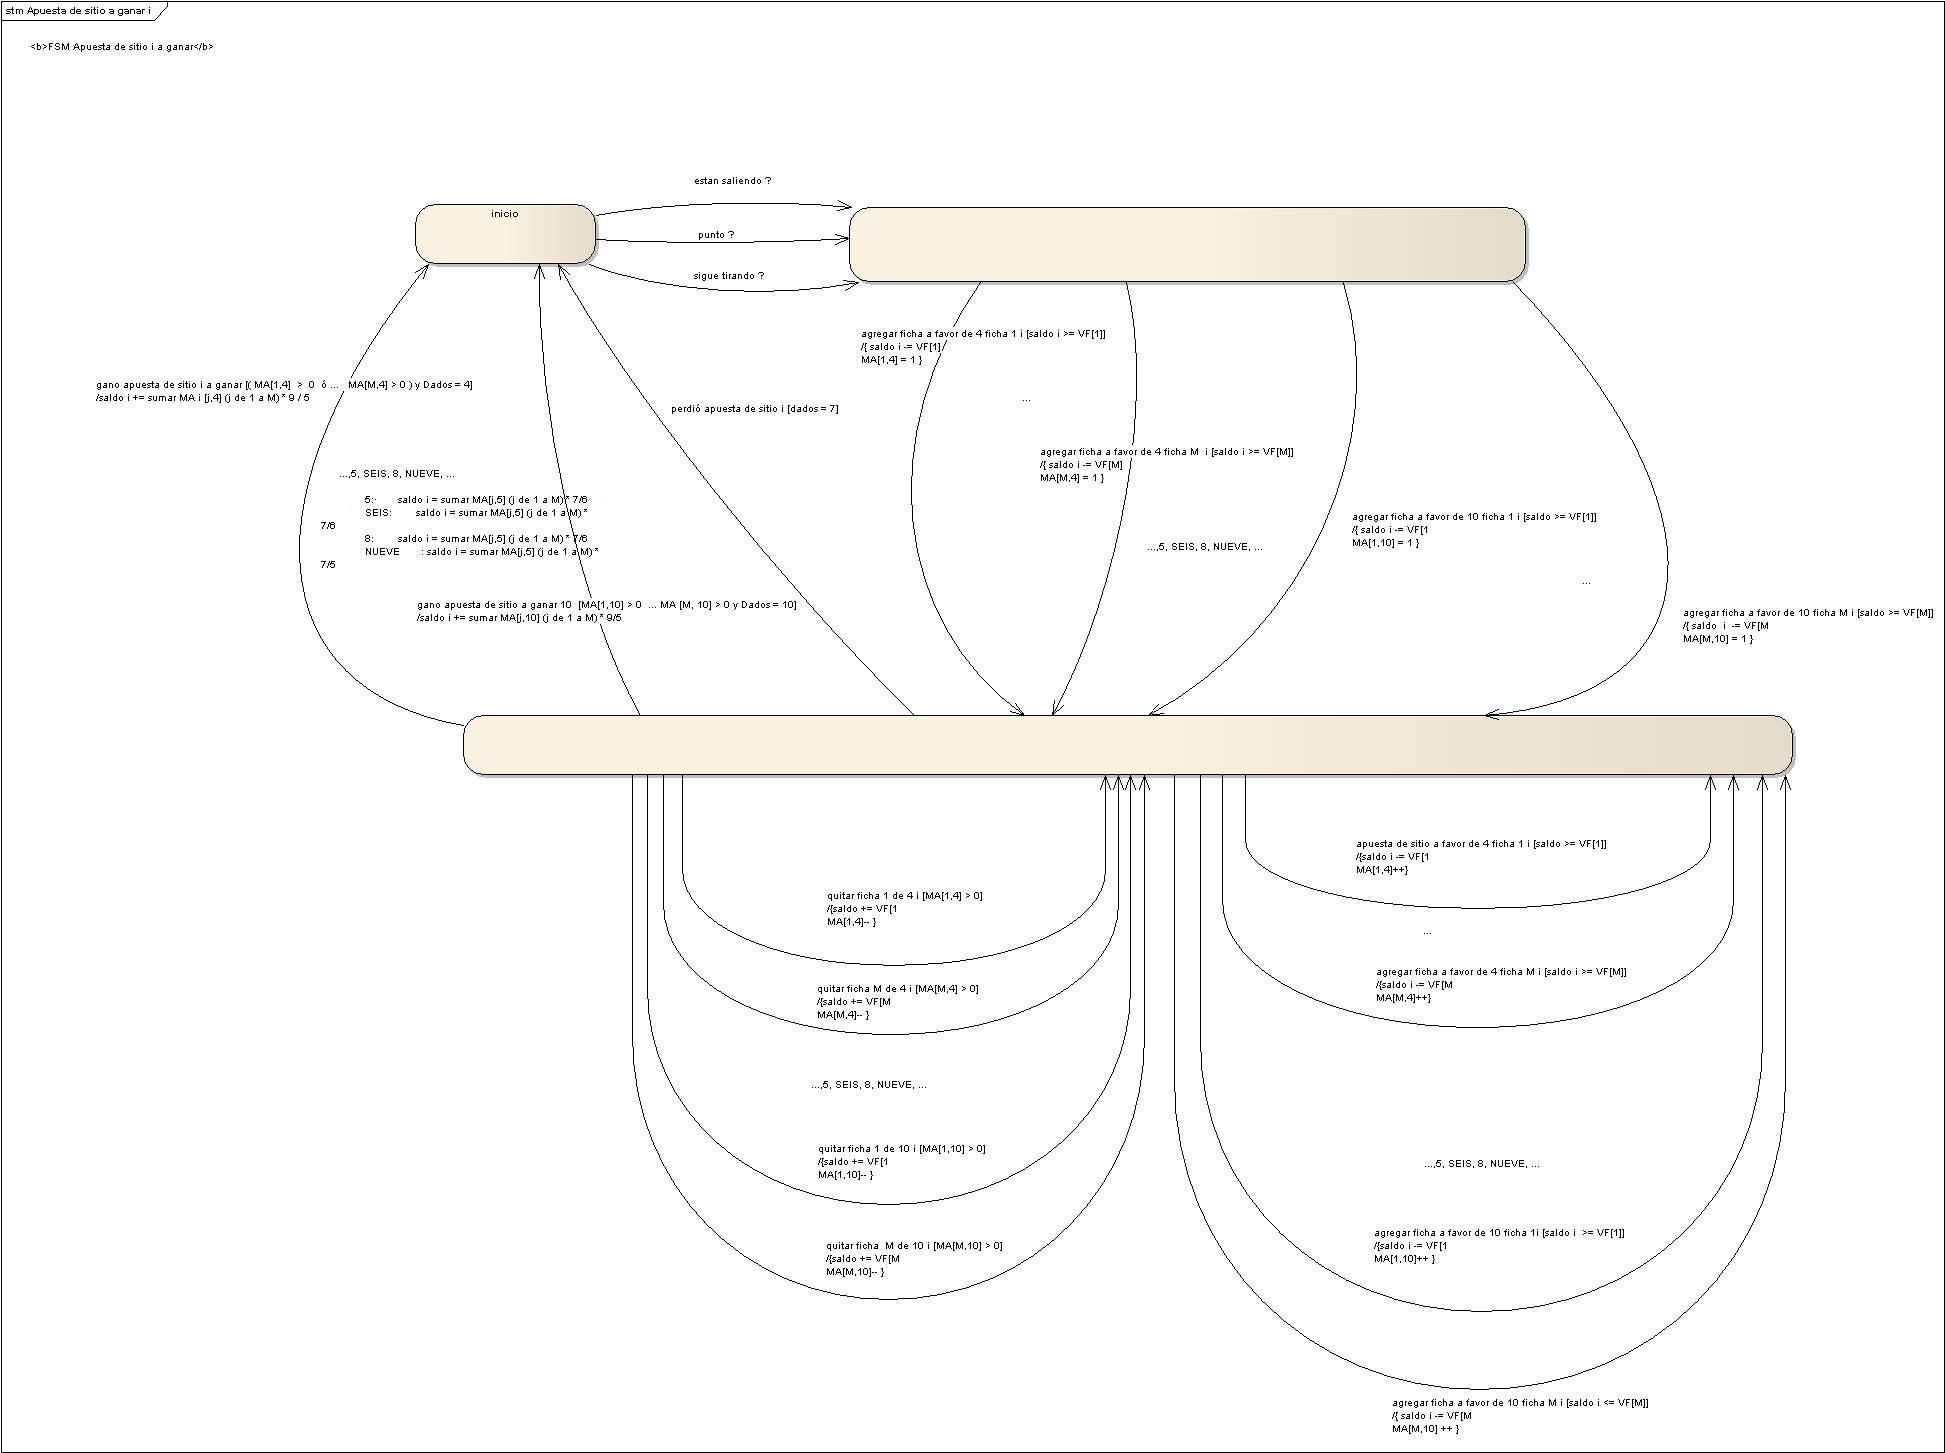 stm Apuesta de sitio a ganar i
<b>FSM Apuesta de sitio i a ganar</b>
estan saliendo ?
inicio
punto ?
sigue tirando ?
agregar ficha a favor de 4 ficha 1 i [saldo i >= VF[1]]
/{ saldo i -= VF[1]
MA[1,4] = 1 }
gano apuesta de sitio i a ganar [( MA[1,4] > 0 ó ... MA[M,4] > 0 ) y Dados = 4]
/saldo i += sumar MA i [j,4] (j de 1 a M) * 9 / 5
...
perdió apuesta de sitio i [dados = 7]
agregar ficha a favor de 4 ficha M i [saldo i >= VF[M]]
/{ saldo i -= VF[M]
MA[M,4] = 1 }
...,5, SEIS, 8, NUEVE, ...
5: saldo i = sumar MA[j,5] (j de 1 a M) * 7/6
SEIS: saldo i = sumar MA[j,5] (j de 1 a M) *
7/6
8: saldo i = sumar MA[j,5] (j de 1 a M) * 7/6
NUEVE : saldo i = sumar MA[j,5] (j de 1 a M) *
7/5
agregar ficha a favor de 10 ficha 1 i [saldo >= VF[1]]
/{ saldo i -= VF[1
MA[1,10] = 1 }
...,5, SEIS, 8, NUEVE, ...
...
gano apuesta de sitio a ganar 10 [MA[1,10] > 0 ... MA [M, 10] > 0 y Dados = 10]
/saldo i += sumar MA[j,10] (j de 1 a M) * 9/5
agregar ficha a favor de 10 ficha M i [saldo >= VF[M]]
/{ saldo i -= VF[M
MA[M,10] = 1 }
apuesta de sitio a favor de 4 ficha 1 i [saldo >= VF[1]]
/{saldo i -= VF[1
MA[1,4]++}
quitar ficha 1 de 4 i [MA[1,4] > 0]
/{saldo += VF[1
MA[1,4]-- }
...
agregar ficha a favor de 4 ficha M i [saldo i >= VF[M]]
/{saldo i -= VF[M
MA[M,4]++}
quitar ficha M de 4 i [MA[M,4] > 0]
/{saldo += VF[M
MA[M,4]-- }
...,5, SEIS, 8, NUEVE, ...
quitar ficha 1 de 10 i [MA[1,10] > 0]
/{saldo += VF[1
MA[1,10]-- }
...,5, SEIS, 8, NUEVE, ...
agregar ficha a favor de 10 ficha 1i [saldo i >= VF[1]]
/{saldo i -= VF[1
MA[1,10]++ }
quitar ficha M de 10 i [MA[M,10] > 0]
/{saldo += VF[M
MA[M,10]-- }
agregar ficha a favor de 10 ficha M i [saldo i <= VF[M]]
/{ saldo i -= VF[M
MA[M,10] ++ }